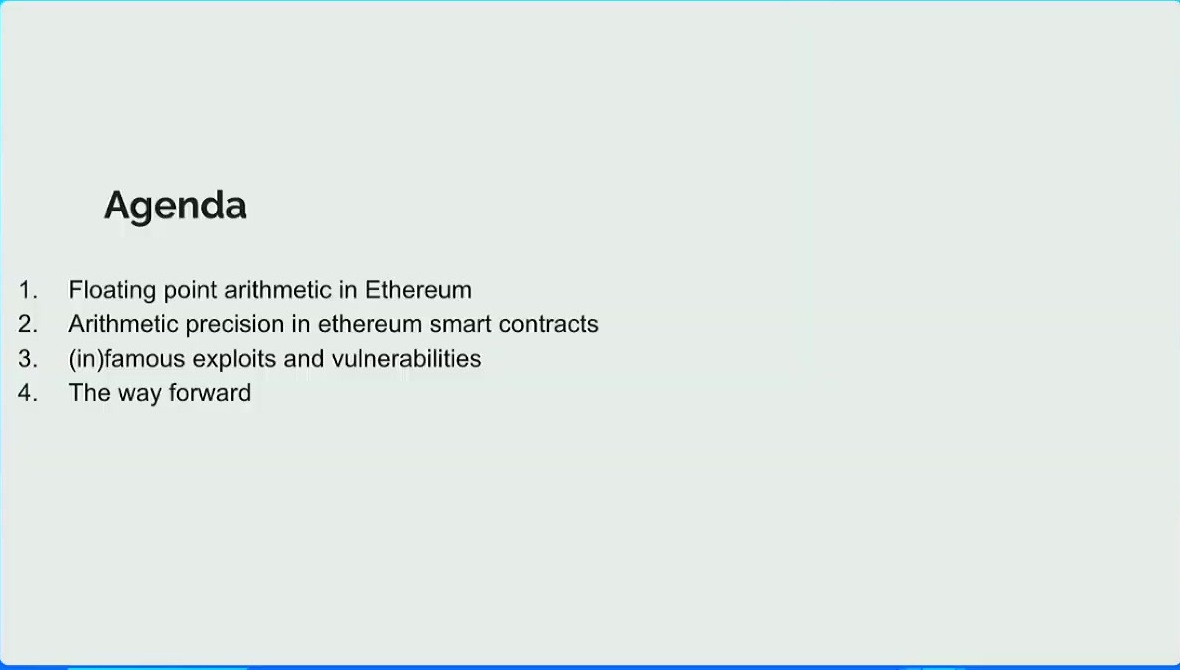 Agenda
1. Floating point arithmetic in Ethereum
2. Arithmetic precision in ethereum smart contracts
3. (in)famous exploits and vulnerabilities
4. The way forward